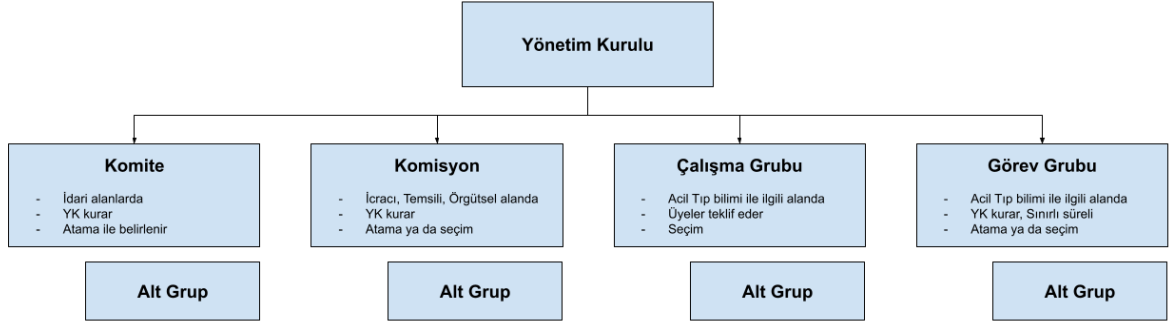 Yönetim Kurulu
Komite
- İdari alanlarda
- YK kurar
- Atama ile belirlenir
Komisyon
- İcracı, Temsili, Örgütsel alanda
- YK kurar
- Atama ya da seçim
Çalışma Grubu
- Acil Tıp bilimi ile ilgili alanda
- Üyeler teklif eder
- Seçim
Görev Grubu
- Acil Tıp bilimi ile ilgili alanda
- YK kurar, Sınırlı süreli
- Atama ya da seçim
Alt Grup
Alt Grup
Alt Grup
Alt Grup